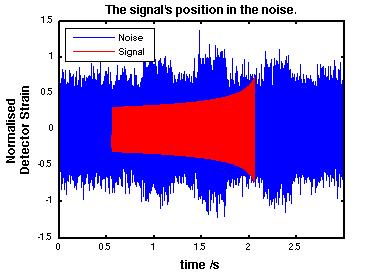 The signal's position in the noise.
1.5
Noise
Signal
1
0.5
0
-0.5
-1
-1.5
Normalised
Detector Strain
0 0.5 1 1.5 2 2.5
time /s